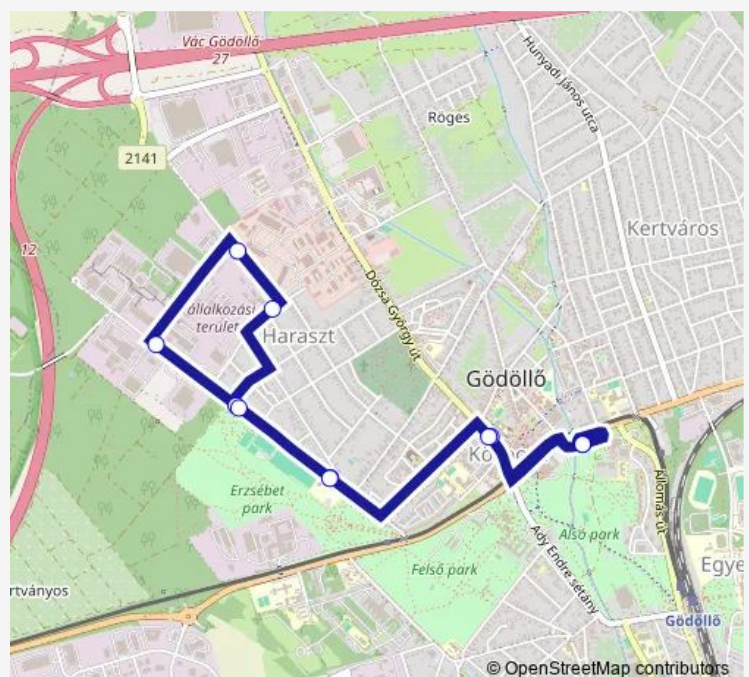 Vác Gödöllő
27
Hunyadi János utca
Röges
2141
Kertváros
12
Dózsa György út
állalkozási
terület
Haraszt
Gödöllő
Erzsébet
park
Alsó park
Állomás út
Felső park
Ady Endre sétány
Egye
rtványos
Gödöllő
© OpenStreetMap contributors